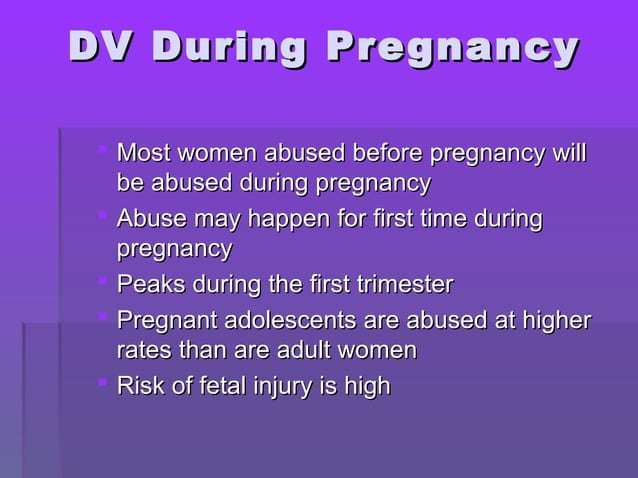 DV During Pregnancy
Most women abused before pregnancy will
be abused during pregnancy
Abuse may happen for first time during
pregnancy
Peaks during the first trimester
Pregnant adolescents are abused at higher
rates than are adult women
Risk of fetal injury is high